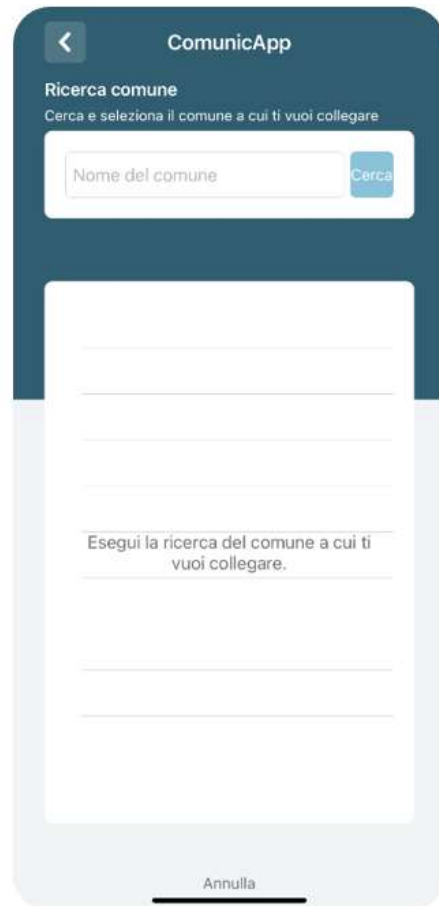 ComunicApp
Ricerca comune
Cerca e seleziona il comune a cui ti vuoi collegare
Nome del comune
Cerca
Esegui la ricerca del comune a cui ti
vuoi collegare.
Annulla